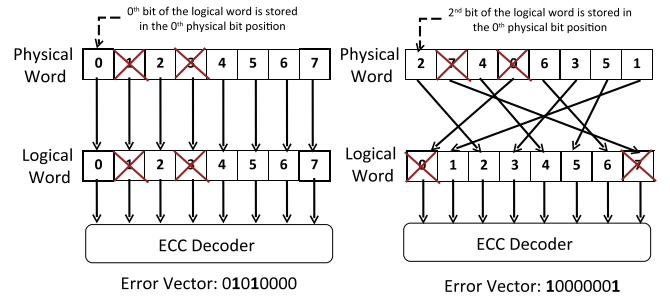 0th bit of the logical word is stored
in the 0th physical bit position
Physical
Word
0 1 2 3 4 5 6 7
Logical
Word
0 1 2 3 4 5 6 7
ECC Decoder
Error Vector: 01010000
2nd bit of the logical word is stored in
the 0th physical bit position
Physical
Word
2 7 4 0 6 3 5 1
Logical
Word
0 1 2 3 4 5 6 7
ECC Decoder
Error Vector: 10000001